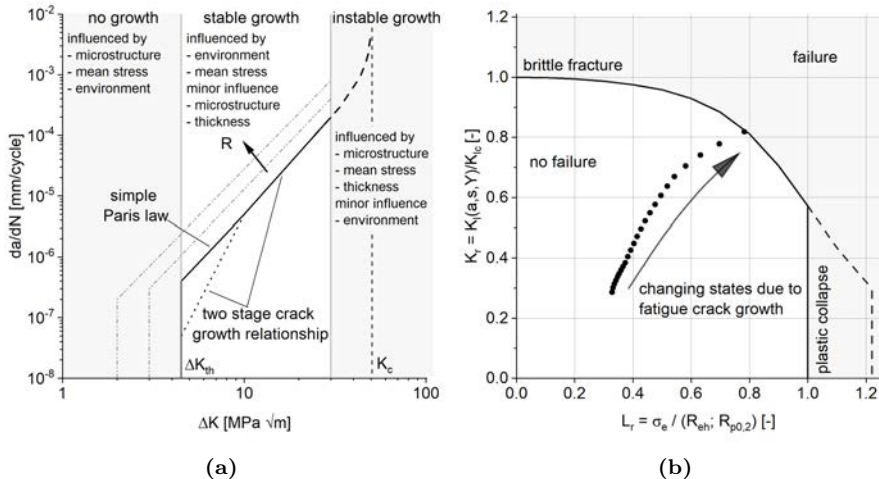 no growth
stable growth
instable growth
influenced by
- microstructure
- mean stress
- environment
influenced by
- environment
- mean stress
minor influence
- microstructure
- thickness
R
influenced by
- microstructure
- mean stress
- thickness
minor influence
- environment
simple
Paris law
two stage crack
growth relationship
ΔK_th
K_c
10^-2
10^-3
10^-4
10^-5
10^-6
10^-7
10^-8
da/dN [mm/cycle]
1
10
100
ΔK [MPa √m]
(a)
brittle fracture
failure
no failure
changing states due to
fatigue crack growth
plastic collapse
1.2
1.0
0.8
0.6
0.4
0.2
0.0
K_r = K_I(a,s,Y)/K_Ic [-]
0.0 0.2 0.4 0.6 0.8 1.0 1.2
L_r = σ_e / (R_eh; R_p0,2) [-]
(b)